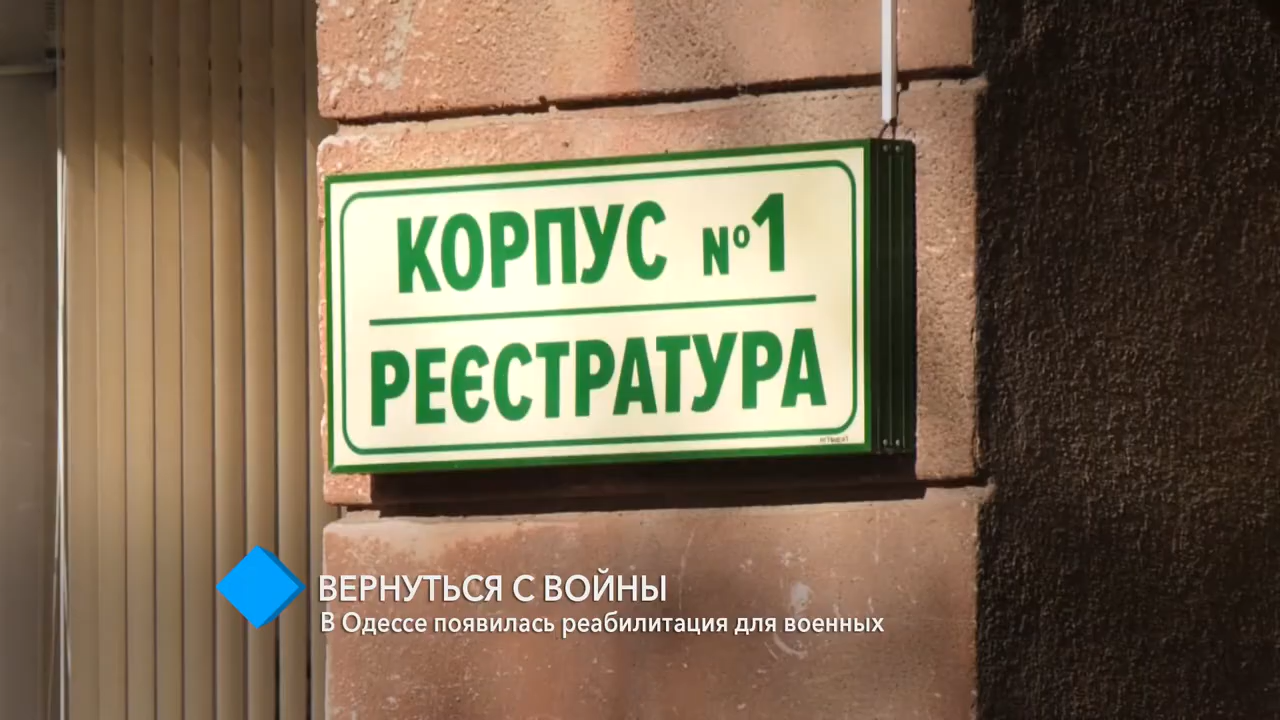 КОРПУС №1
РЕЄСТРАТУРА
ВЕРНУТЬСЯ С ВОЙНЫ
В Одессе появилась реабилитация для военных